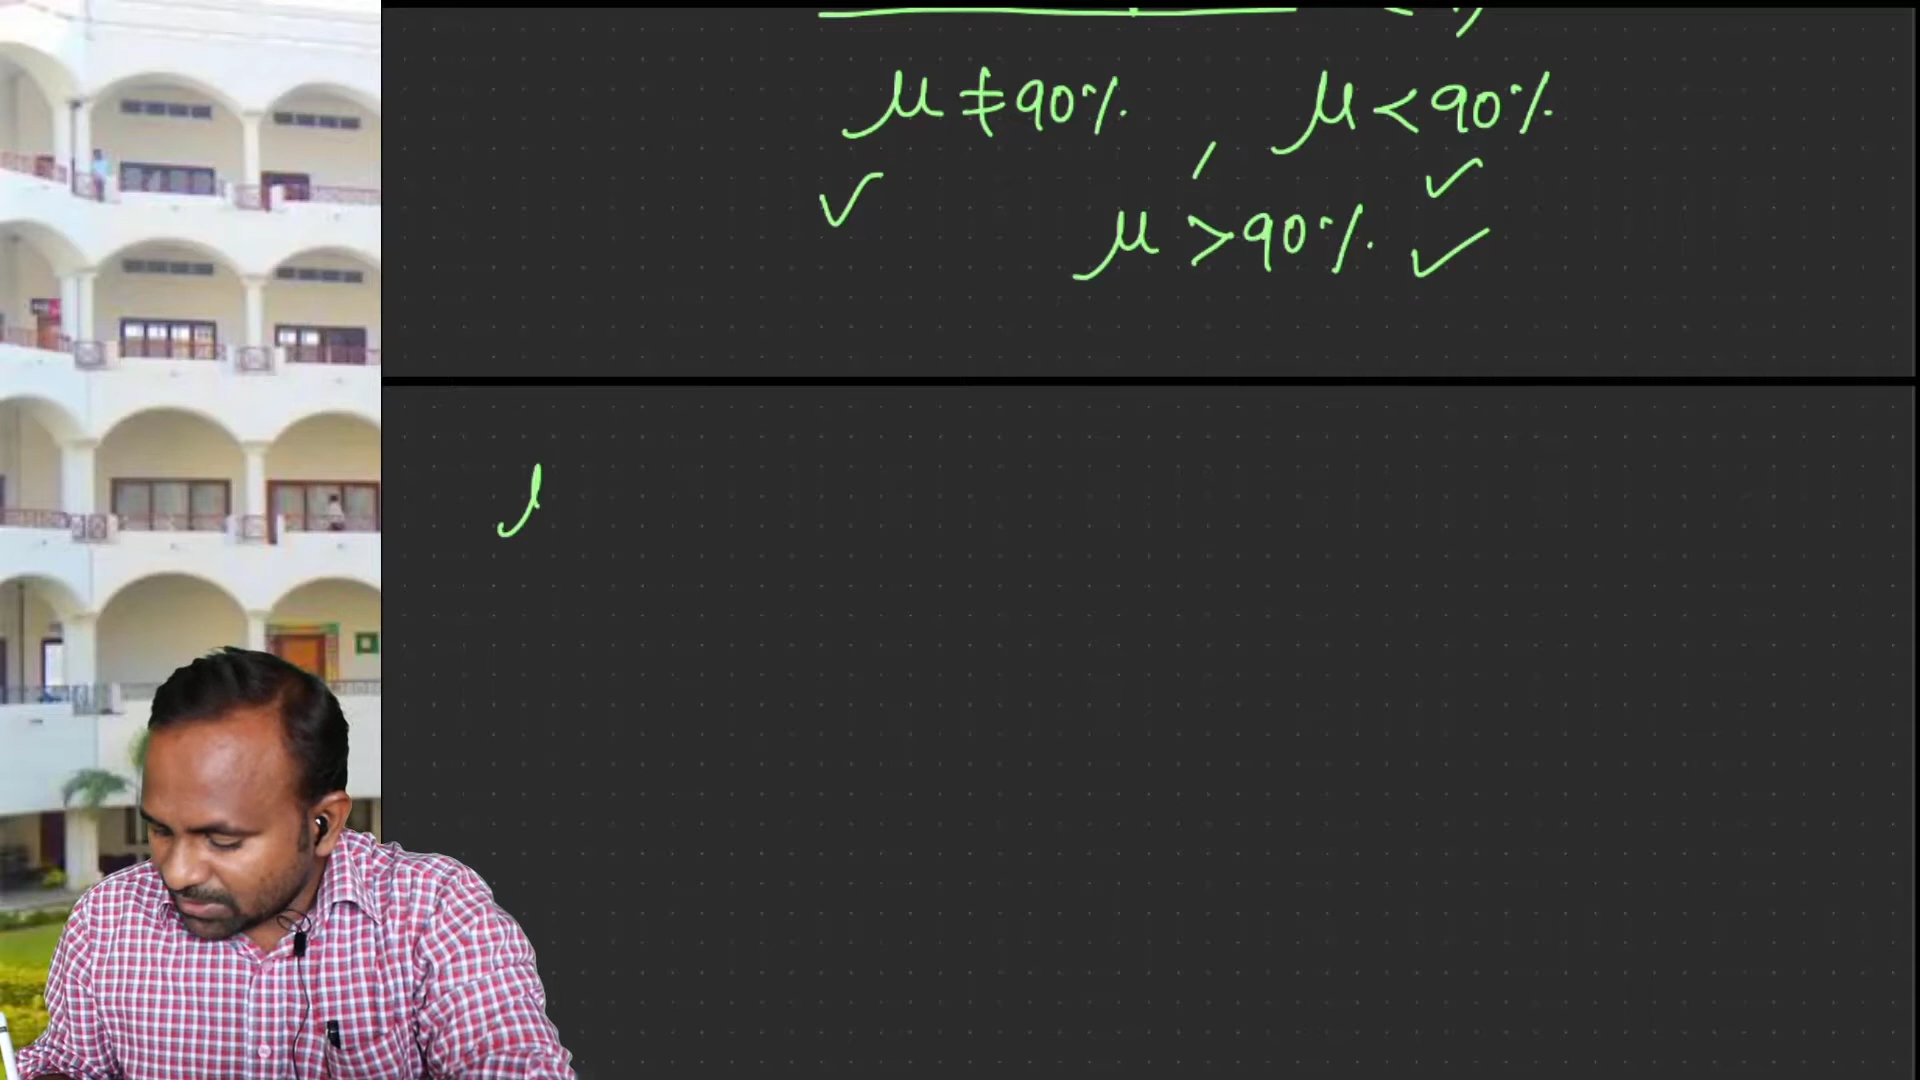 μ ≠ 90% , μ < 90% ✓
✓ μ > 90% ✓